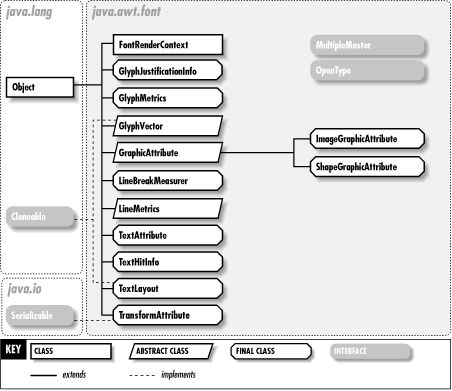 java.lang
java.awt.font
FontRenderContext
MultipleMaster
GlyphJustificationInfo
OpenType
Object
GlyphMetrics
GlyphVector
ImageGraphicAttribute
GraphicAttribute
ShapeGraphicAttribute
LineBreakMeasurer
LineMetrics
Cloneable
TextAttribute
TextHitInfo
java.io
TextLayout
Serializable
TransformAttribute
KEY
CLASS
ABSTRACT CLASS
FINAL CLASS
INTERFACE
extends
implements